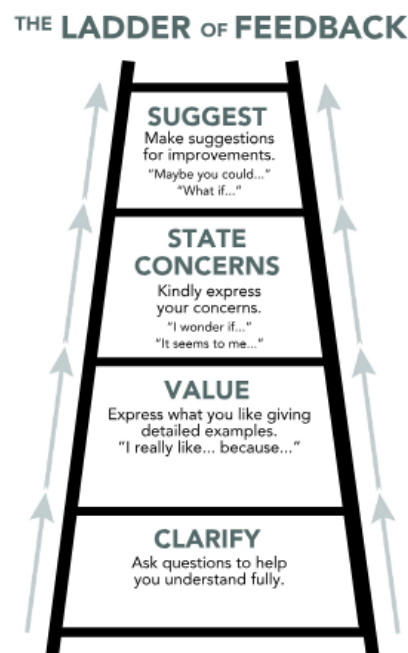 THE LADDER OF FEEDBACK
SUGGEST
Make suggestions
for improvements.
"Maybe you could..."
"What if..."
STATE
CONCERNS
Kindly express
your concerns.
"I wonder if..."
"It seems to me..."
VALUE
Express what you like giving
detailed examples.
"I really like... because..."
CLARIFY
Ask questions to help
you understand fully.